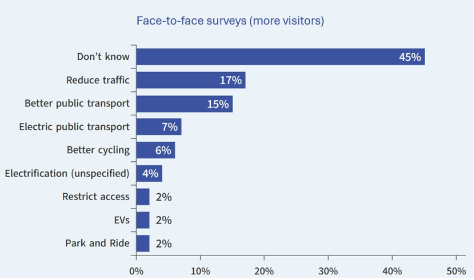 Face-to-face surveys (more visitors)
Don't know 45%
Reduce traffic 17%
Better public transport 15%
Electric public transport 7%
Better cycling 6%
Electrification (unspecified) 4%
Restrict access 2%
EVs 2%
Park and Ride 2%
0% 10% 20% 30% 40% 50%